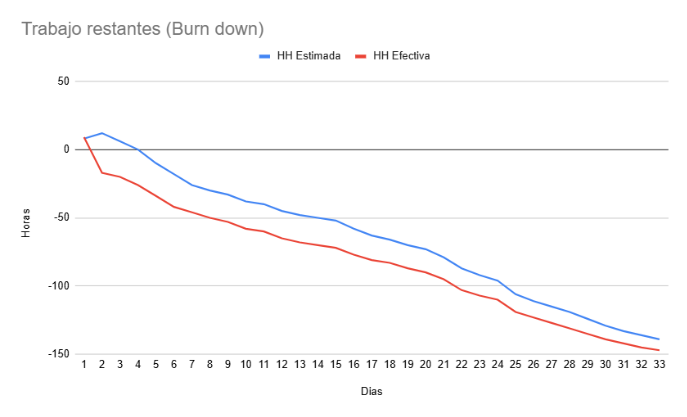 Trabajo restantes (Burn down)
HH Estimada HH Efectiva
50
0
-50
-100
-150
Horas
1 2 3 4 5 6 7 8 9 10 11 12 13 14 15 16 17 18 19 20 21 22 23 24 25 26 27 28 29 30 31 32 33
Dias